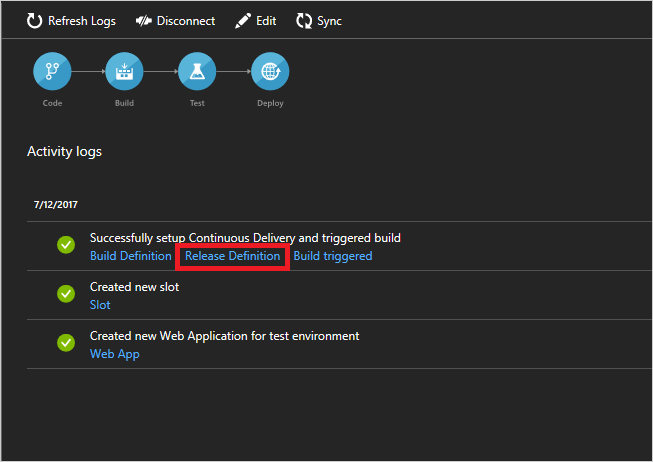 Refresh Logs Disconnect Edit Sync
Code Build Test Deploy
Activity logs
7/12/2017
Successfully setup Continuous Delivery and triggered build
Build Definition Release Definition Build triggered
Created new slot
Slot
Created new Web Application for test environment
Web App